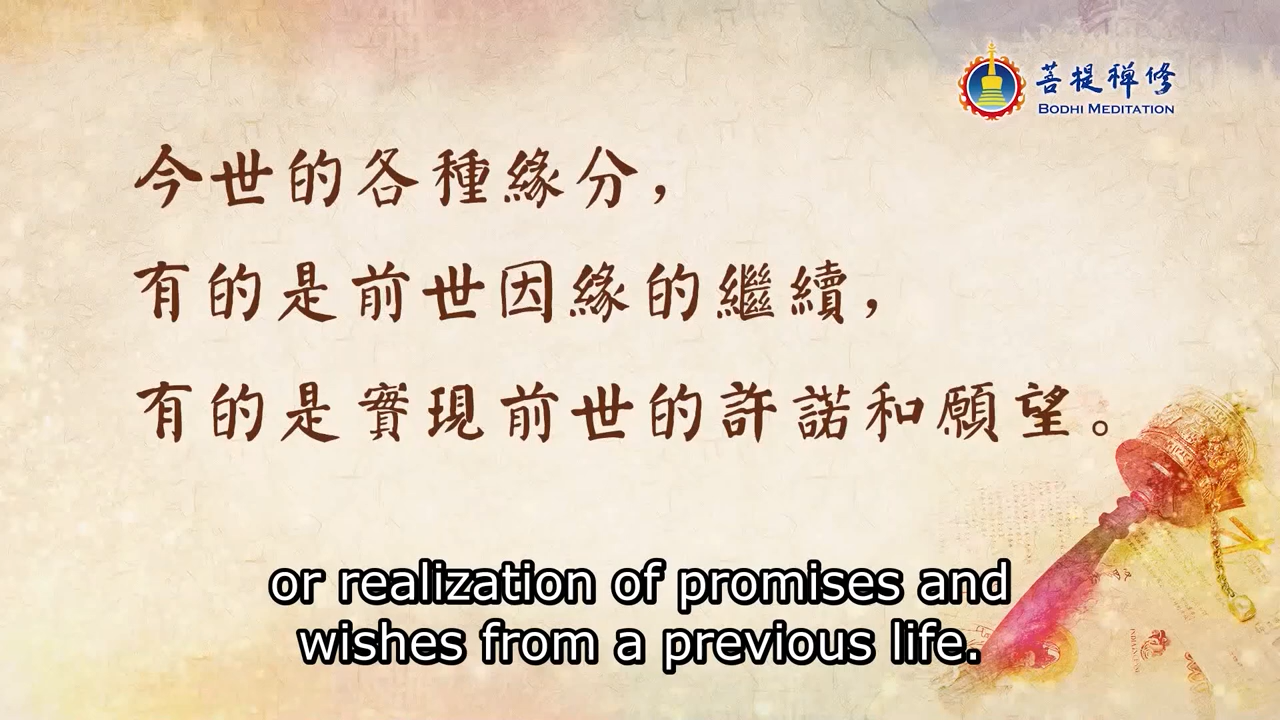 菩提禪修
BODHI MEDITATION
今世的各種緣分，
有的是前世因緣的繼續，
有的是實現前世的許諾和願望。
or realization of promises and
wishes from a previous life.